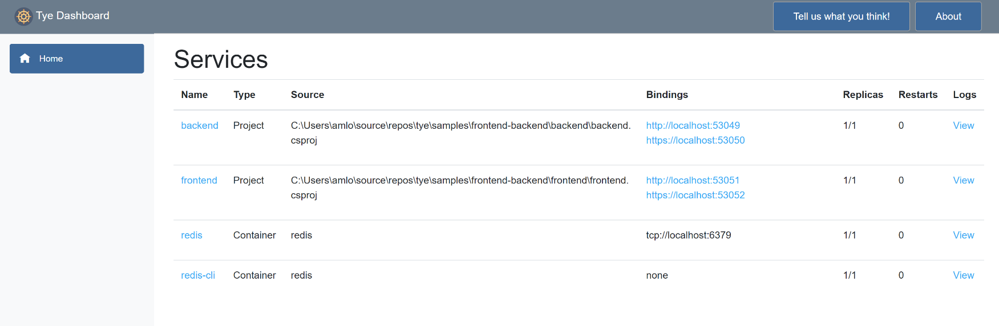 Tye Dashboard
Tell us what you think!
About
Home
Services
Name Type Source Bindings Replicas Restarts Logs
backend Project C:\Users\amlo\source\repos\tye\samples\frontend-backend\backend\backend. http://localhost:53049 1/1 0 View
csproj https://localhost:53050
frontend Project C:\Users\amlo\source\repos\tye\samples\frontend-backend\frontend\frontend. http://localhost:53051 1/1 0 View
csproj https://localhost:53052
redis Container redis tcp://localhost:6379 1/1 0 View
redis-cli Container redis none 1/1 0 View